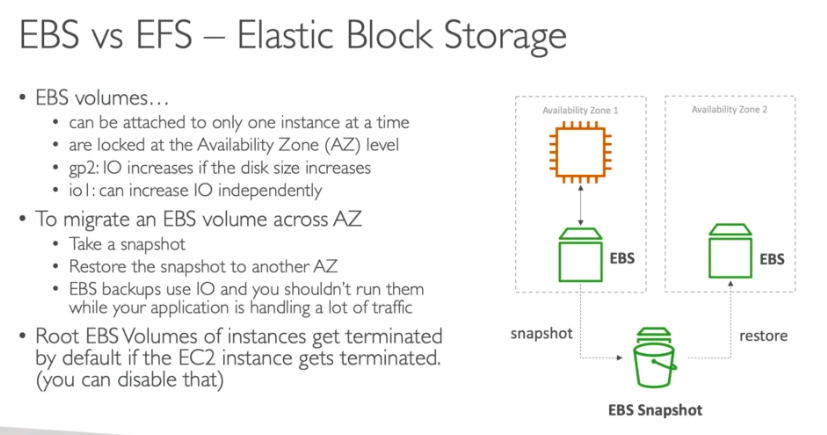 EBS vs EFS – Elastic Block Storage
• EBS volumes…
• can be attached to only one instance at a time
• are locked at the Availability Zone (AZ) level
• gp2: IO increases if the disk size increases
• io1: can increase IO independently
• To migrate an EBS volume across AZ
• Take a snapshot
• Restore the snapshot to another AZ
• EBS backups use IO and you shouldn't run them
while your application is handling a lot of traffic
• Root EBS Volumes of instances get terminated
by default if the EC2 instance gets terminated.
(you can disable that)
Availability Zone 1
Availability Zone 2
EBS
EBS
snapshot
restore
EBS Snapshot